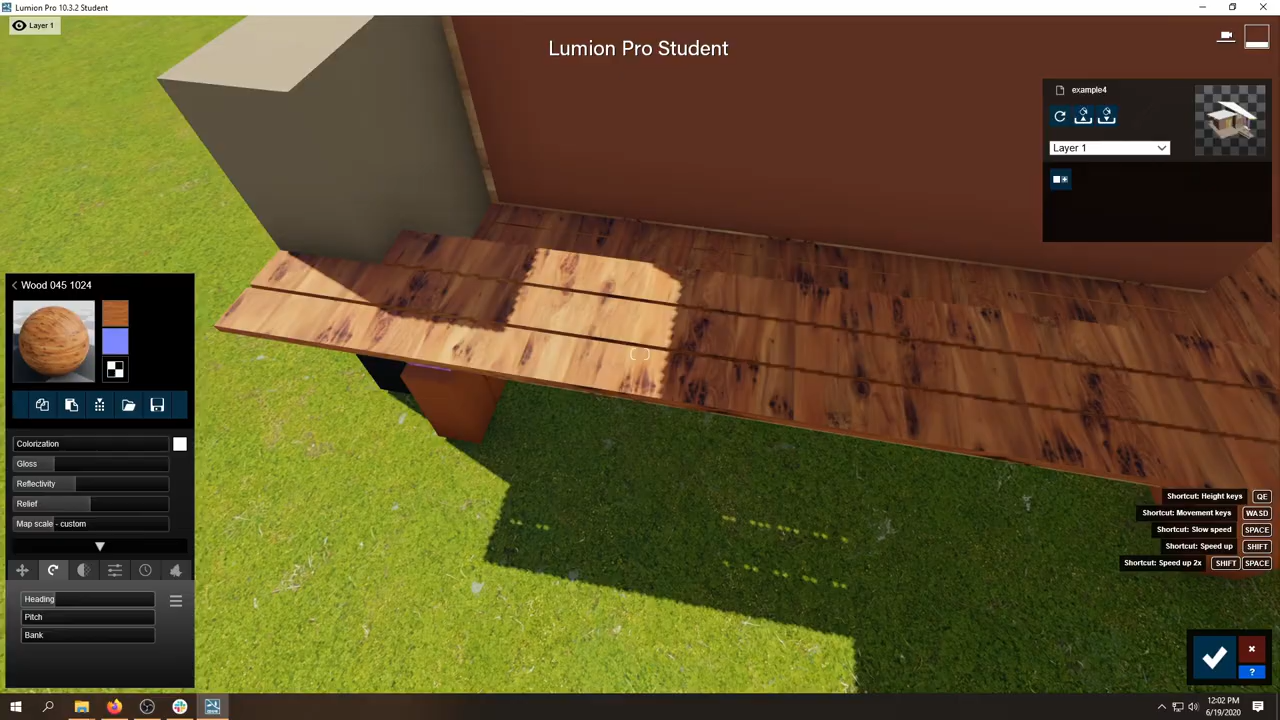 Lumion Pro 10.3.2 Student
Layer 1
Lumion Pro Student
example4
Layer 1
Wood 045 1024
Colorization
Gloss
Reflectivity
Relief
Map scale - custom
Heading
Pitch
Bank
Shortcut: Height keys QE
Shortcut: Movement keys WASD
Shortcut: Slow speed SPACE
Shortcut: Speed up SHIFT
Shortcut: Speed up 2x SHIFT SPACE
?
12:02 PM
6/19/2020